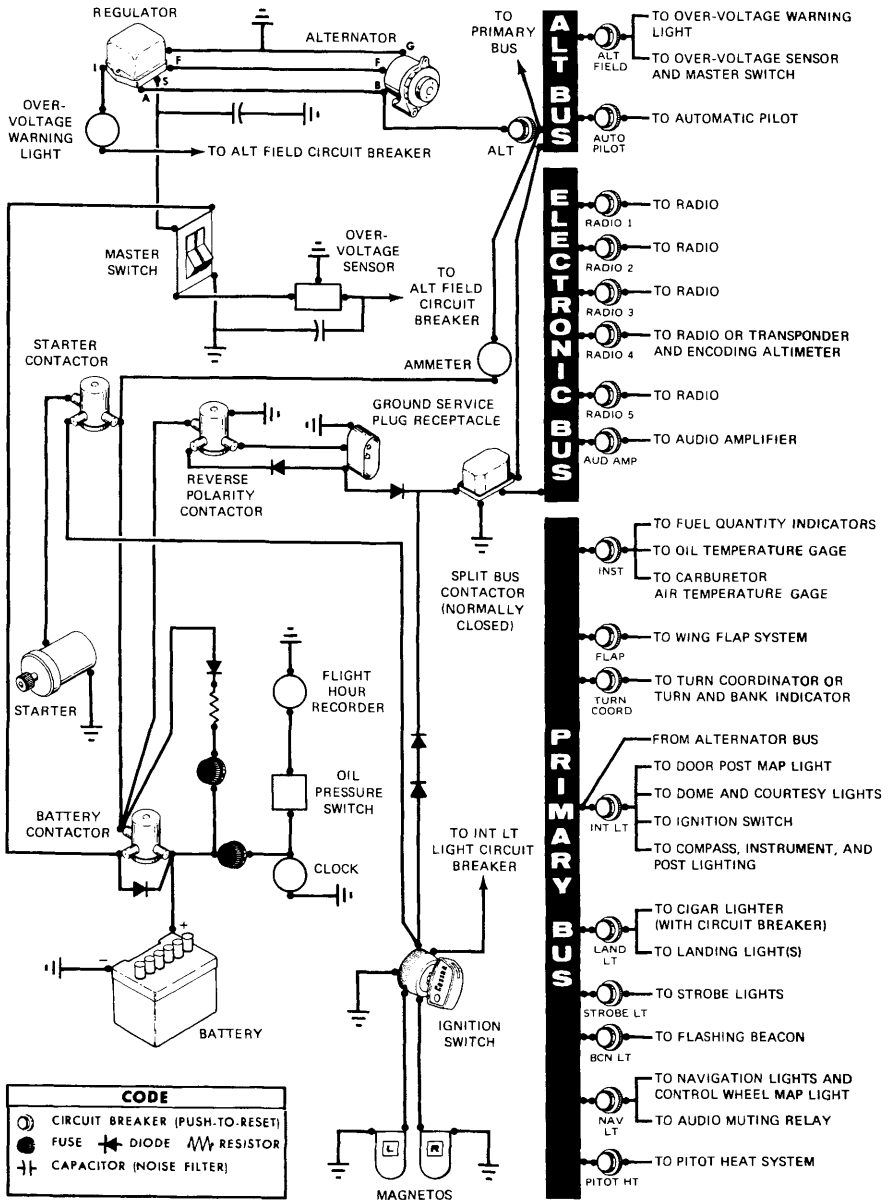 REGULATOR
ALTERNATOR
G
I
F
F
S
A
B
TO
PRIMARY
BUS
OVER-
VOLTAGE
WARNING
LIGHT
TO ALT FIELD CIRCUIT BREAKER
ALT
ALT BUS
ALT
FIELD
TO OVER-VOLTAGE WARNING
LIGHT
TO OVER-VOLTAGE SENSOR
AND MASTER SWITCH
AUTO
PILOT
TO AUTOMATIC PILOT
MASTER
SWITCH
OVER-
VOLTAGE
SENSOR
TO
ALT FIELD
CIRCUIT
BREAKER
ELECTRONIC BUS
RADIO 1
TO RADIO
RADIO 2
TO RADIO
RADIO 3
TO RADIO
RADIO 4
TO RADIO OR TRANSPONDER
AND ENCODING ALTIMETER
RADIO 5
TO RADIO
AUD AMP
TO AUDIO AMPLIFIER
STARTER
CONTACTOR
AMMETER
GROUND SERVICE
PLUG RECEPTACLE
REVERSE
POLARITY
CONTACTOR
SPLIT BUS
CONTACTOR
(NORMALLY
CLOSED)
STARTER
FLIGHT
HOUR
RECORDER
OIL
PRESSURE
SWITCH
BATTERY
CONTACTOR
CLOCK
TO INT LT
LIGHT CIRCUIT
BREAKER
PRIMARY BUS
INST
TO FUEL QUANTITY INDICATORS
TO OIL TEMPERATURE GAGE
TO CARBURETOR
AIR TEMPERATURE GAGE
FLAP
TO WING FLAP SYSTEM
TURN
COORD
TO TURN COORDINATOR OR
TURN AND BANK INDICATOR
FROM ALTERNATOR BUS
INT LT
TO DOOR POST MAP LIGHT
TO DOME AND COURTESY LIGHTS
TO IGNITION SWITCH
TO COMPASS, INSTRUMENT, AND
POST LIGHTING
LAND
LT
TO CIGAR LIGHTER
(WITH CIRCUIT BREAKER)
TO LANDING LIGHT(S)
STROBE LT
TO STROBE LIGHTS
BCN LT
TO FLASHING BEACON
NAV
LT
TO NAVIGATION LIGHTS AND
CONTROL WHEEL MAP LIGHT
TO AUDIO MUTING RELAY
PITOT HT
TO PITOT HEAT SYSTEM
+
−
BATTERY
Cessna
IGNITION
SWITCH
L
R
MAGNETOS
CODE
CIRCUIT BREAKER (PUSH-TO-RESET)
FUSE DIODE RESISTOR
CAPACITOR (NOISE FILTER)